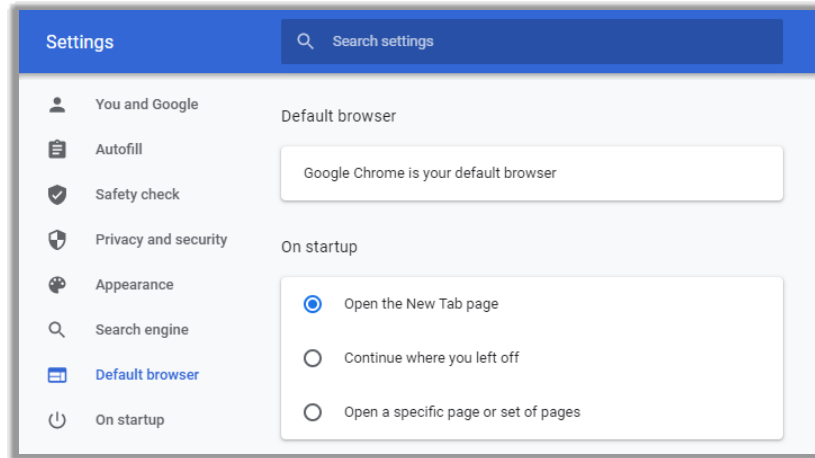 Settings
Search settings
You and Google
Autofill
Safety check
Privacy and security
Appearance
Search engine
Default browser
On startup
Default browser
Google Chrome is your default browser
On startup
Open the New Tab page
Continue where you left off
Open a specific page or set of pages